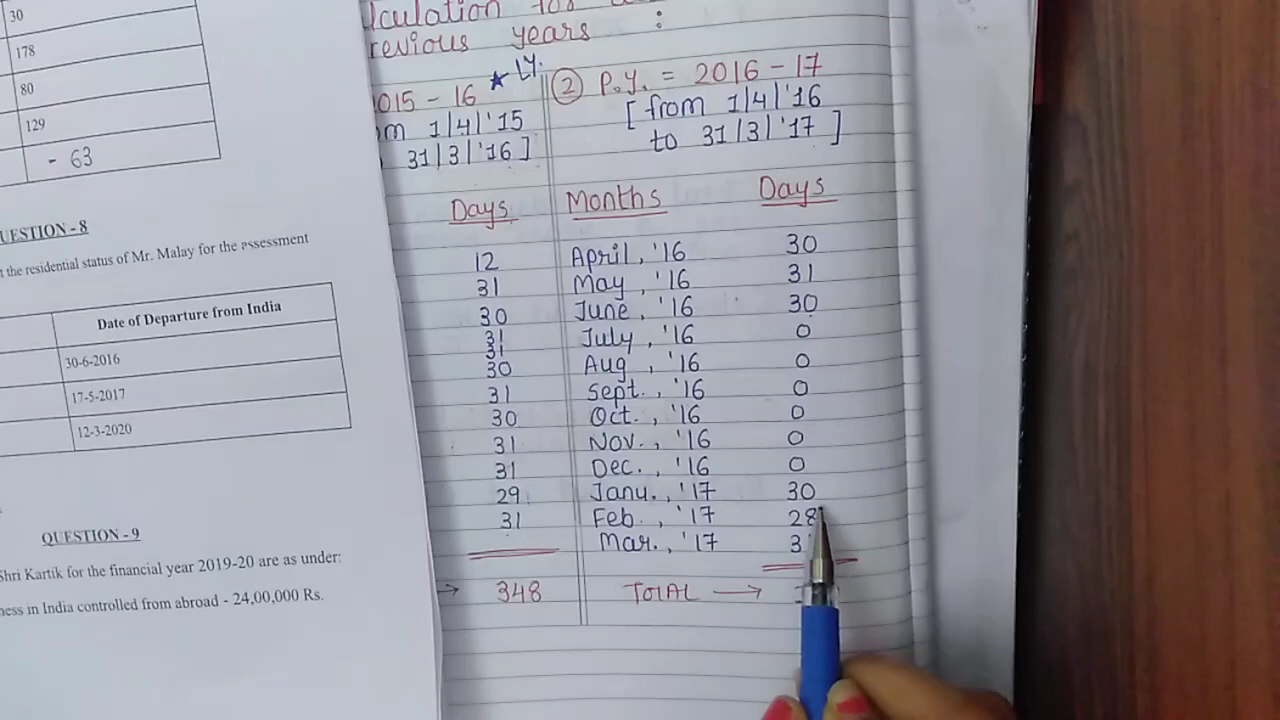 30
178
80
129
- 63
QUESTION - 8
the residential status of Mr. Malay for the assessment
Date of Departure from India
30-6-2016
17-5-2017
12-3-2020
QUESTION - 9
Shri Kartik for the financial year 2019-20 are as under:
in India controlled from abroad - 24,00,000 Rs.
lculation for
revious years :
015 - 16 * L.Y.
om 1/4/'15
31/3/'16 ]
Days
12
31
30
31
31
30
31
30
31
31
29
31
→ 348
② P.Y. = 2016 - 17
[ from 1/4/'16
to 31/3/'17 ]
Months Days
April, '16 30
May, '16 31
June, '16 30
July, '16 0
Aug, '16 0
Sept., '16 0
Oct., '16 0
Nov., '16 0
Dec., '16 0
Janu., '17 30
Feb., '17 28
Mar., '17 3
TOTAL →